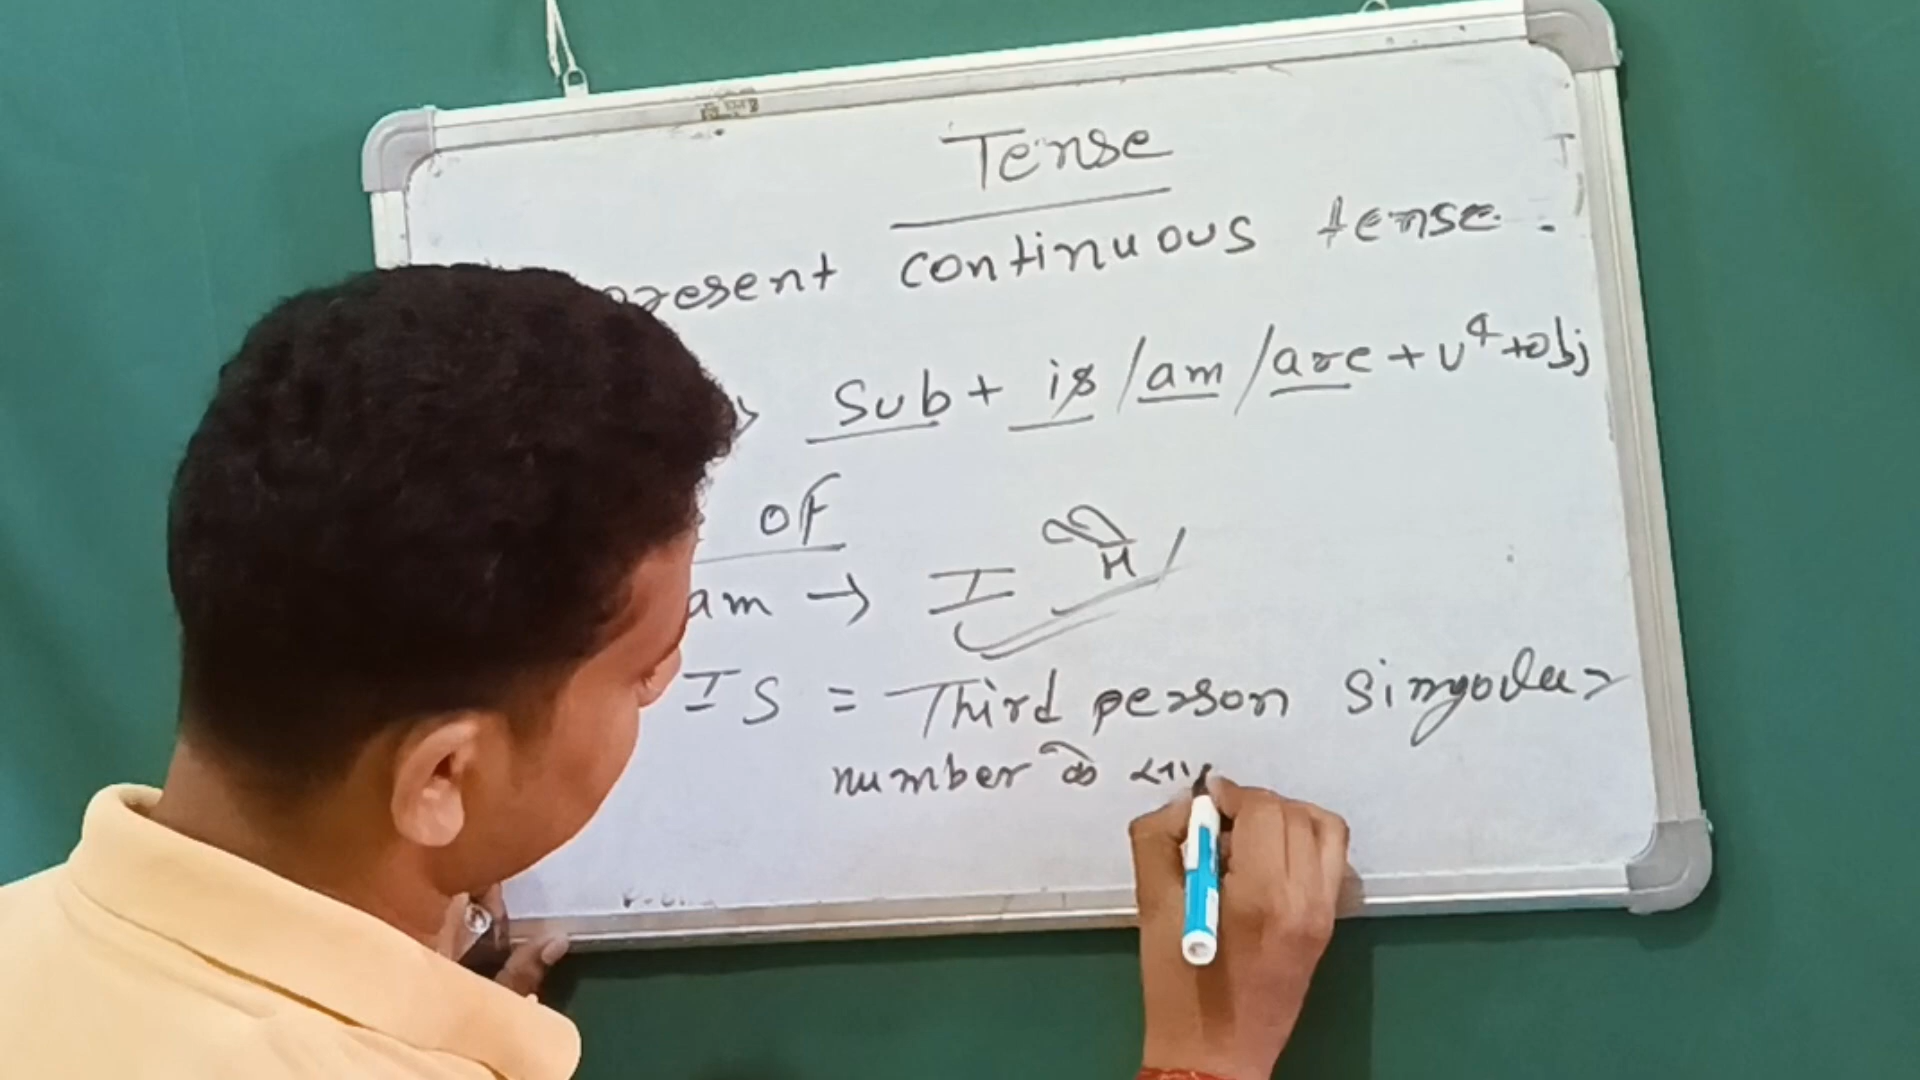 Tense
present continuous tense.
Sub + is / am / are + v⁴ + obj
of
am → I
Is = Third person Singular
number के